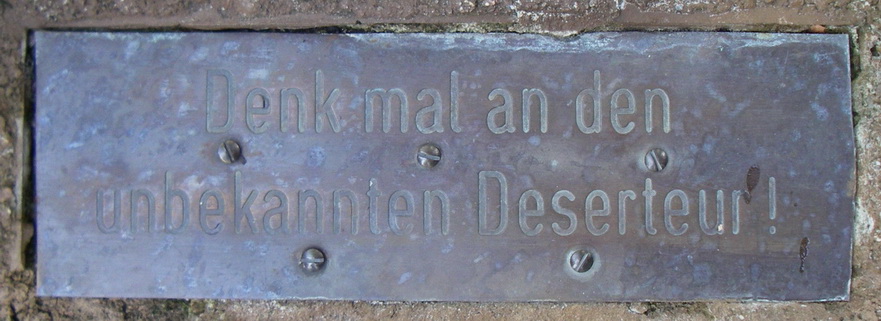 Denk mal an den
unbekannten Deserteur!